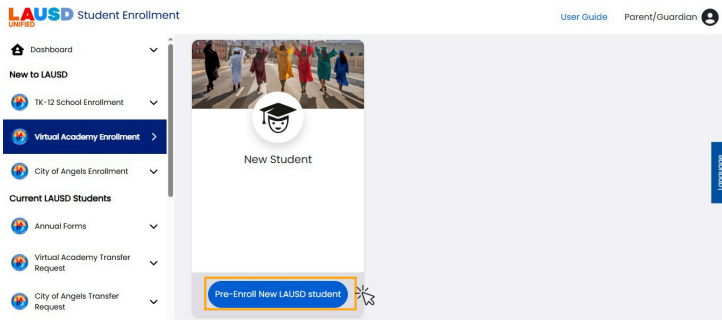 LAUSD
UNIFIED
Student Enrollment
User Guide
Parent/Guardian
Dashboard
New to LAUSD
TK-12 School Enrollment
Virtual Academy Enrollment
City of Angels Enrollment
Current LAUSD Students
Annual Forms
Virtual Academy Transfer
Request
City of Angels Transfer
Request
New Student
Pre-Enroll New LAUSD student
Language